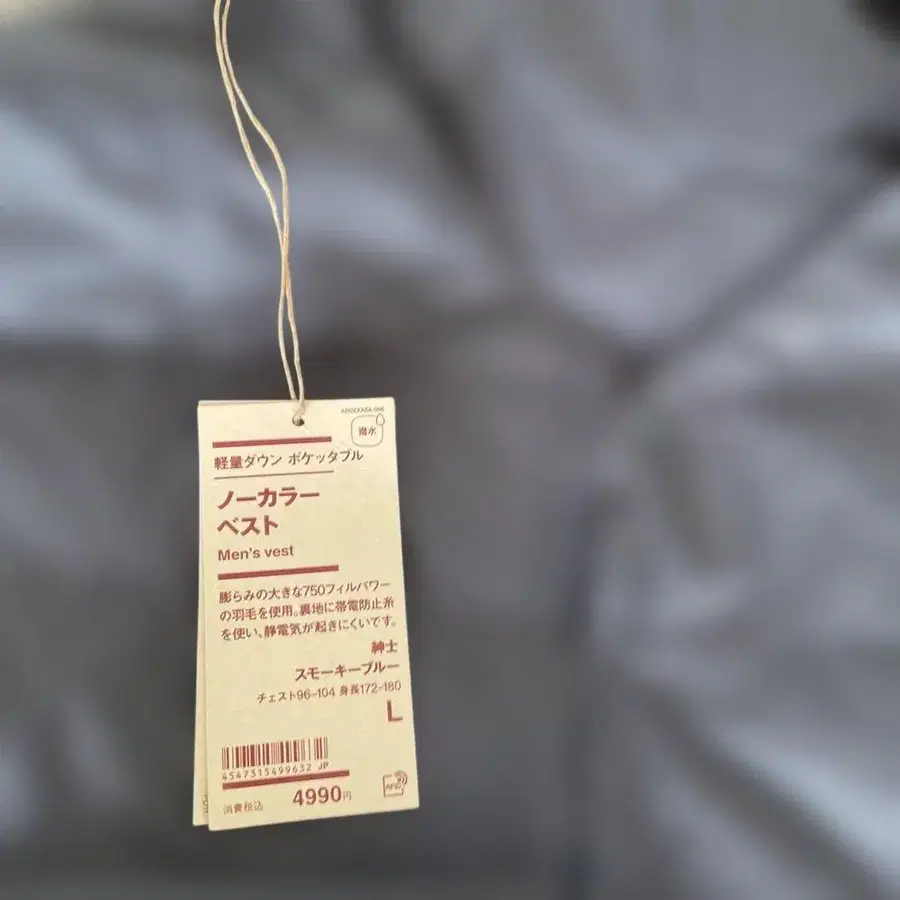 撥水
軽量ダウン ポケッタブル
ノーカラー
ベスト
Men's vest
膨らみの大きな750フィルパワー
の羽毛を使用。裏地に帯電防止糸
を使い、静電気が起きにくいです。
紳士
スモーキーブルー
チェスト96-104 身長172-180
L
4547315499632 JP
消費税込 4990円
RFID